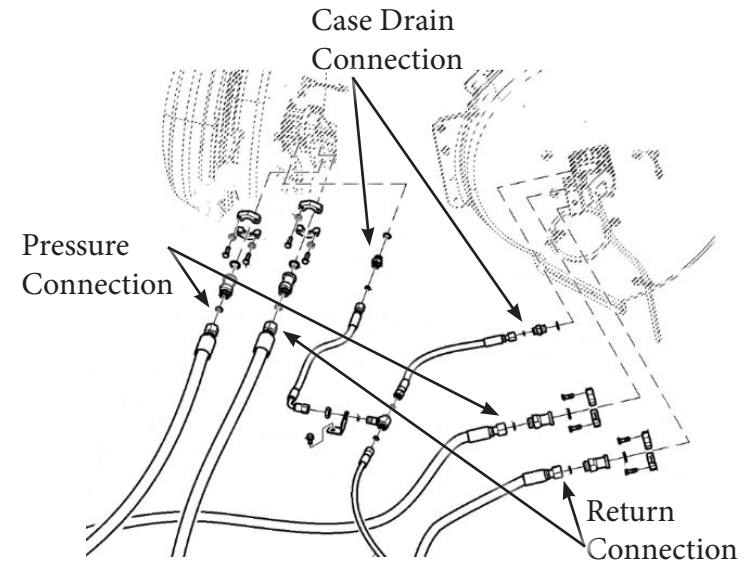 Case Drain
Connection
Pressure
Connection
Return
Connection